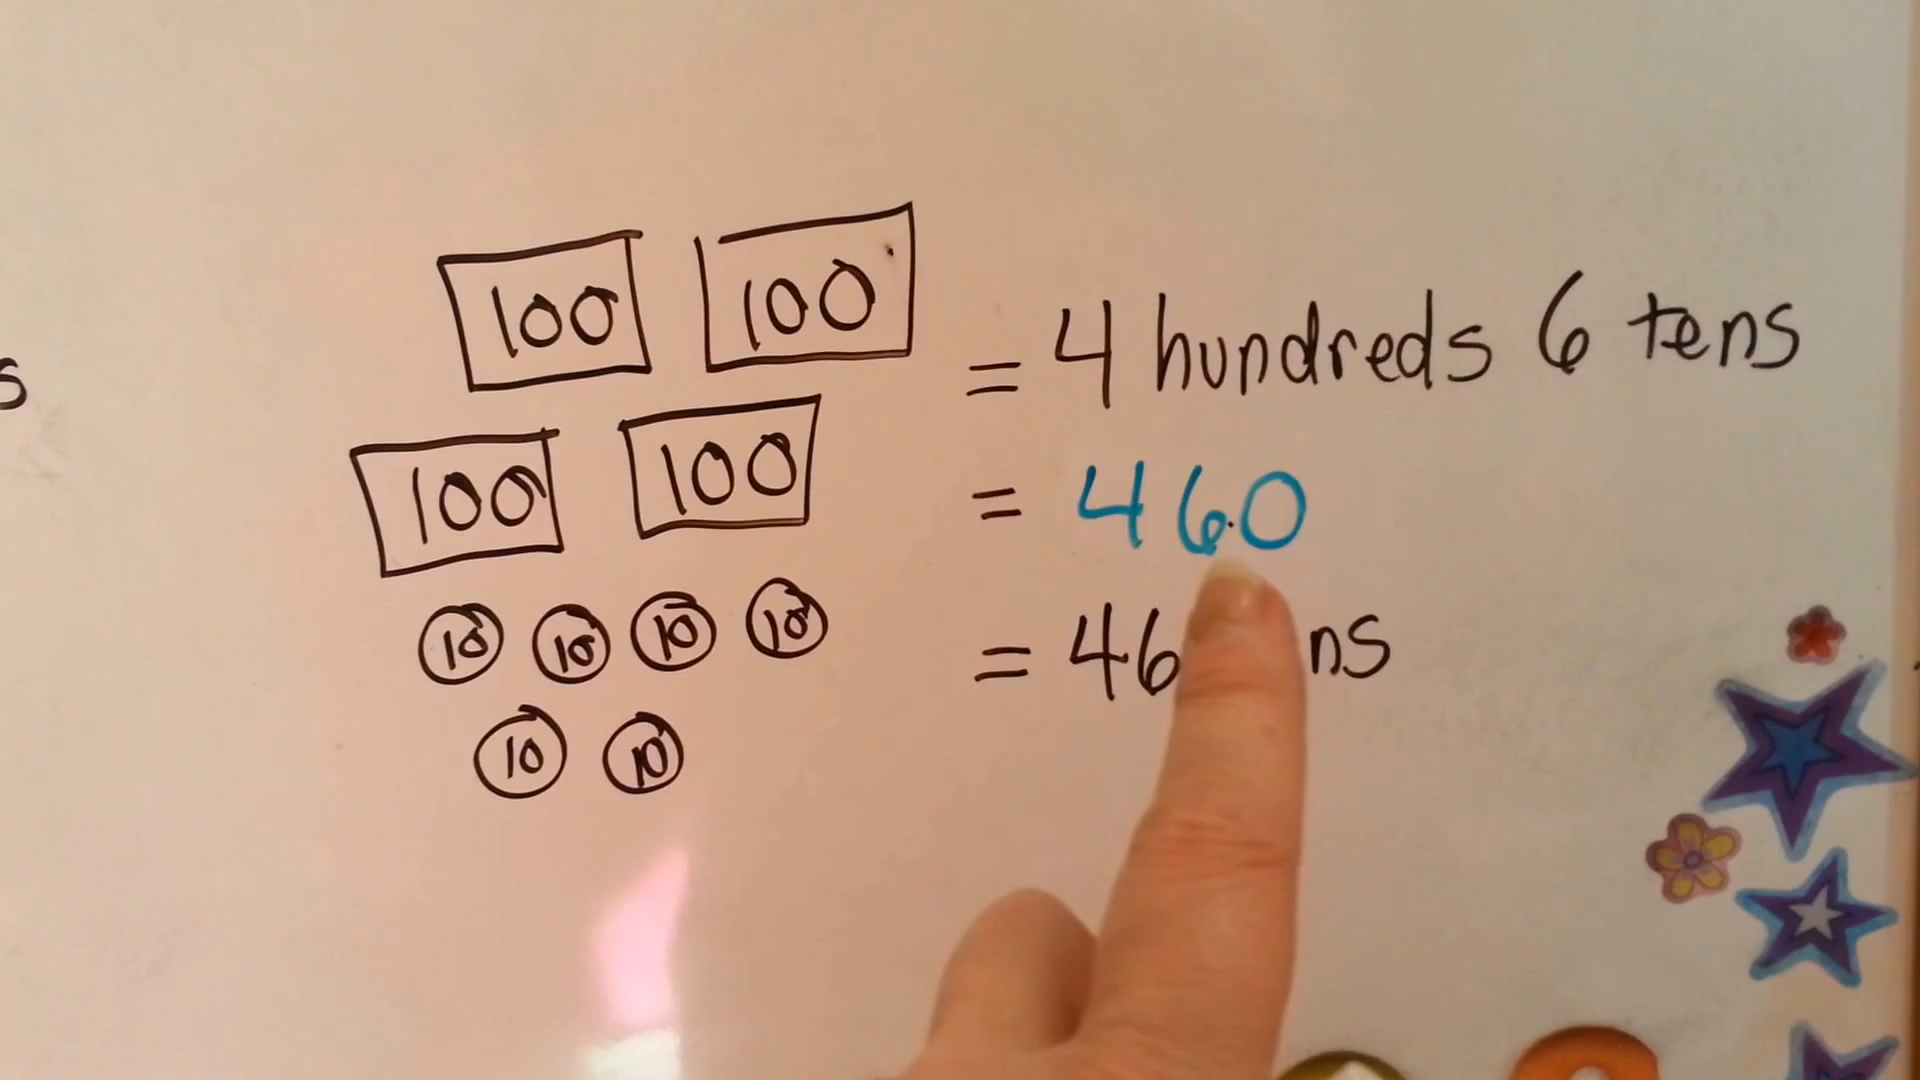 100 100
= 4 hundreds 6 tens
100 100
= 460
10 10 10 10
= 46 ns
10 10
s